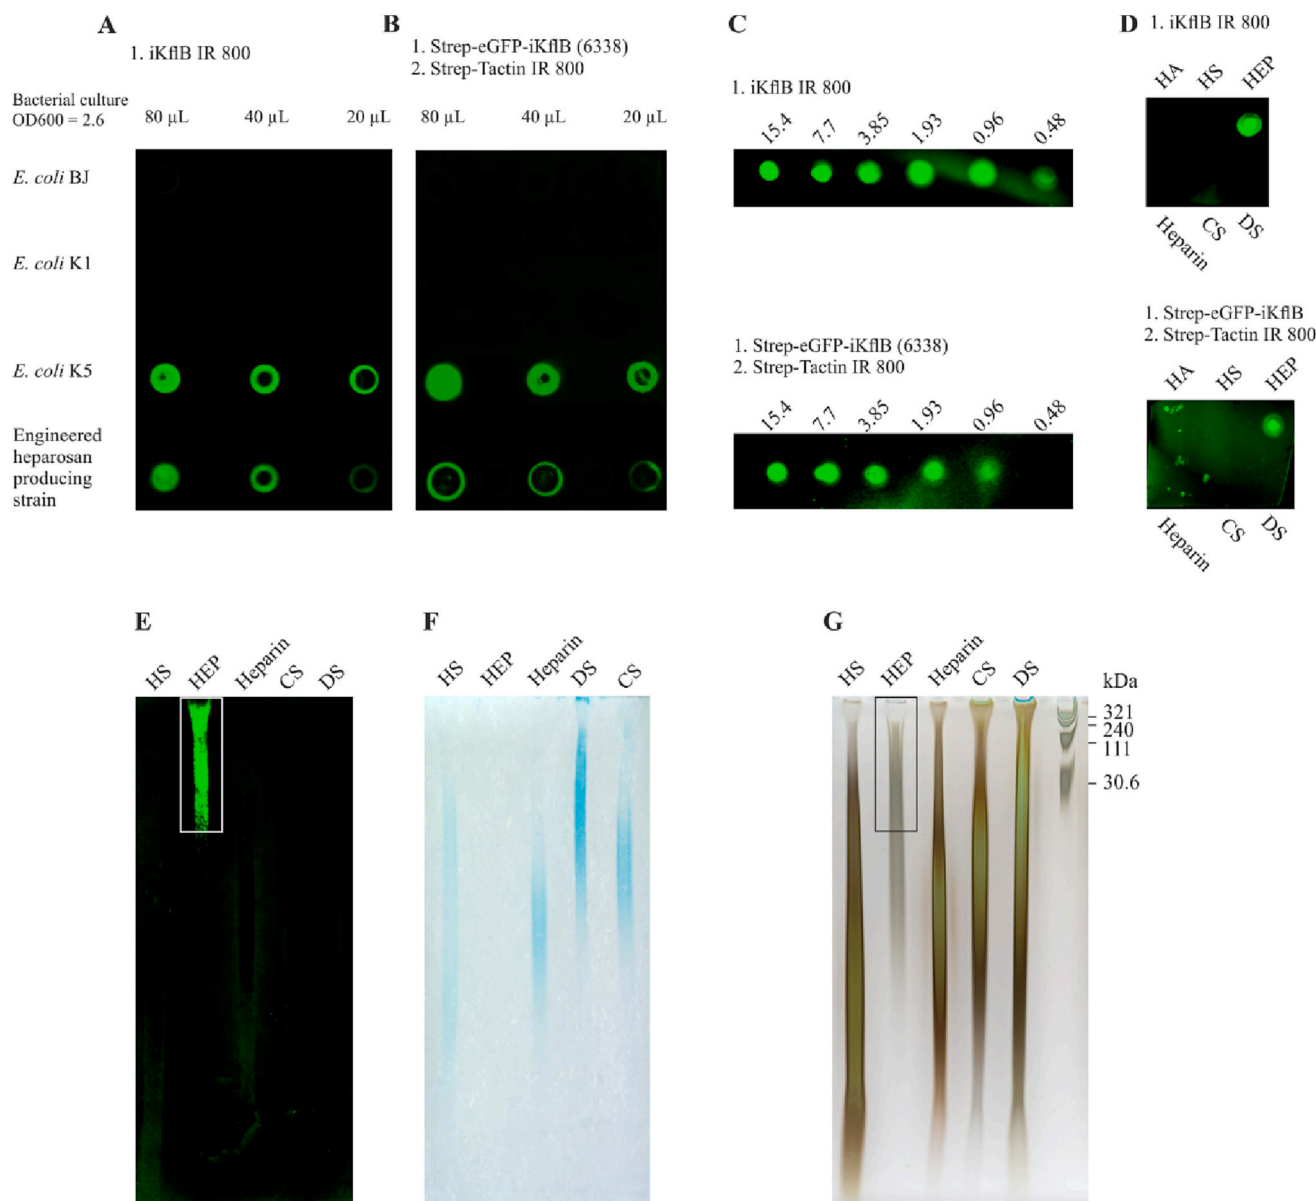 A
1. iKflB IR 800
B
1. Strep-eGFP-iKflB (6338)
2. Strep-Tactin IR 800
C
1. iKflB IR 800
D
1. iKflB IR 800
Bacterial culture
OD600 = 2.6
80 µL 40 µL 20 µL
80 µL 40 µL 20 µL
E. coli BJ
E. coli K1
E. coli K5
Engineered
heparosan
producing
strain
15.4 7.7 3.85 1.93 0.96 0.48
1. Strep-eGFP-iKflB (6338)
2. Strep-Tactin IR 800
15.4 7.7 3.85 1.93 0.96 0.48
HA HS HEP
Heparin CS DS
1. Strep-eGFP-iKflB
2. Strep-Tactin IR 800
HA HS HEP
Heparin CS DS
E
HS HEP Heparin CS DS
F
HS HEP Heparin DS CS
G
HS HEP Heparin CS DS
kDa
321
240
111
30.6